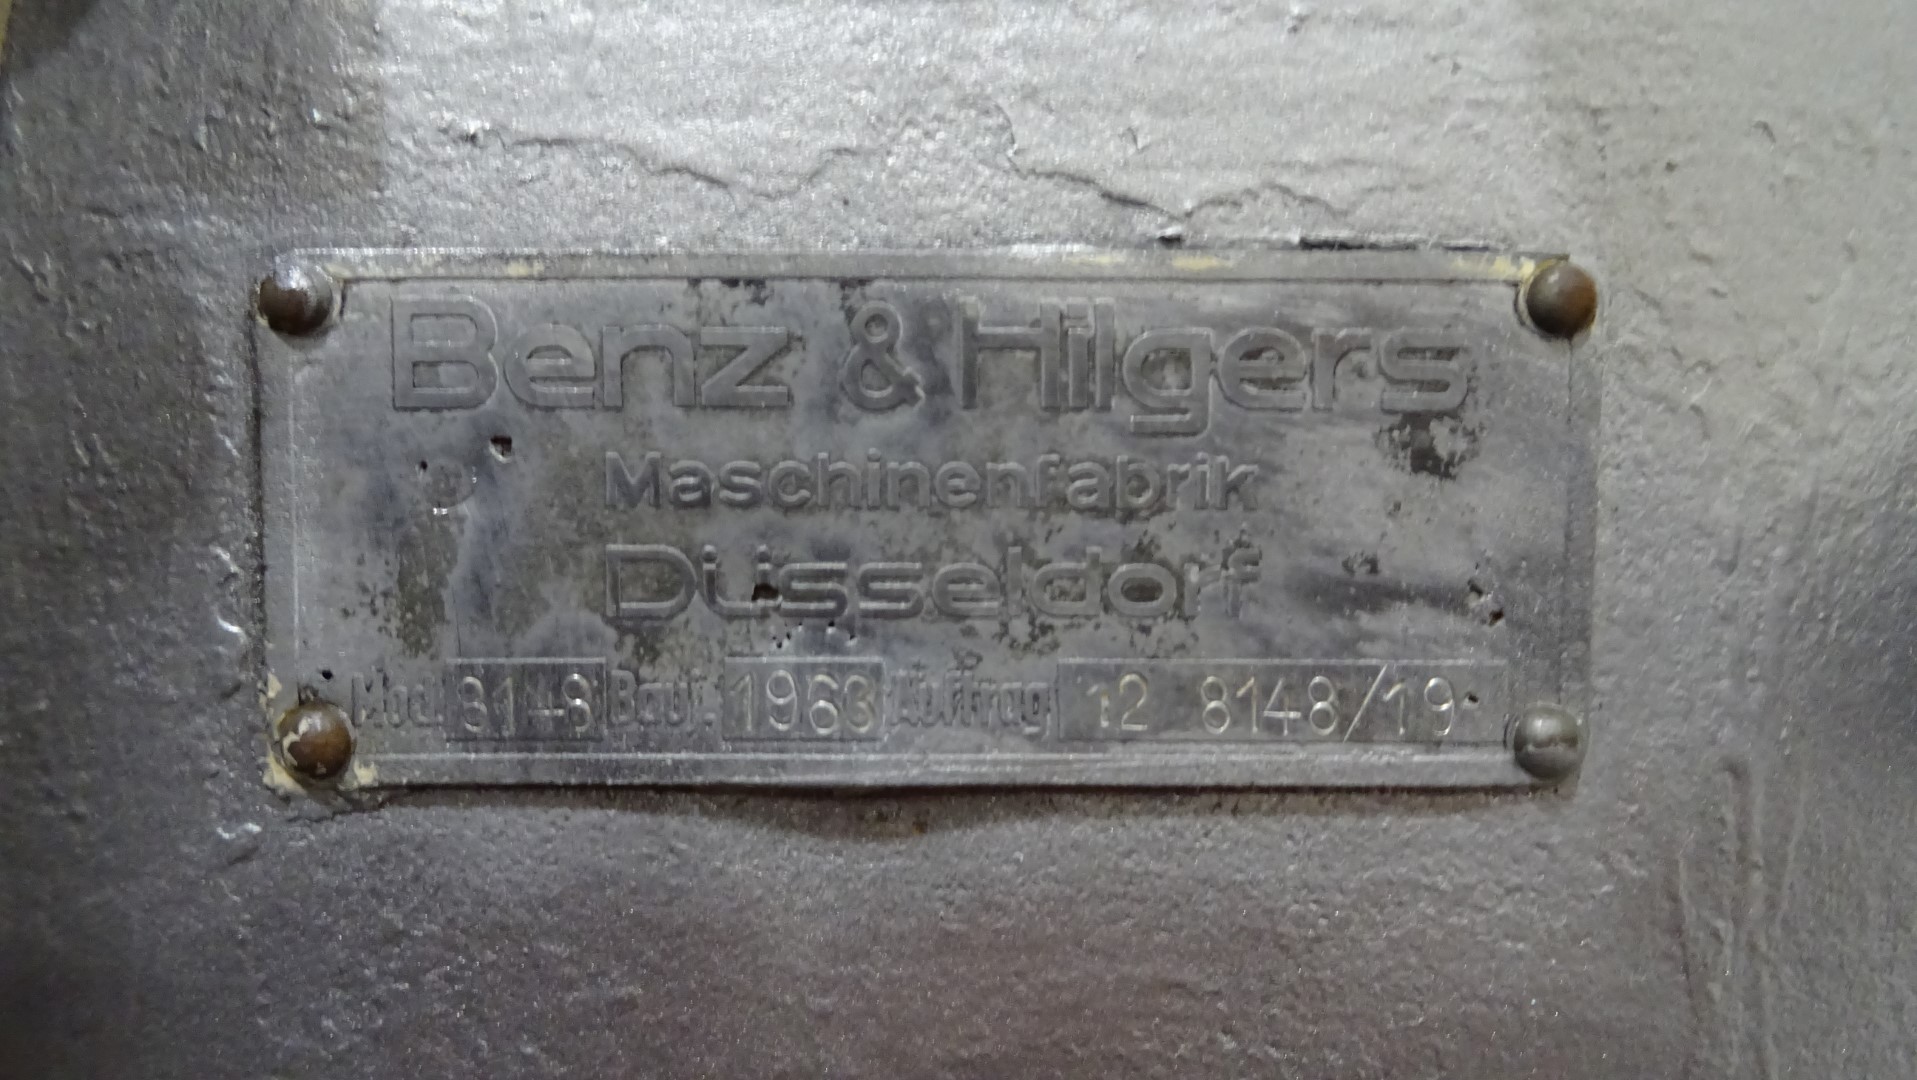 Benz & Hilgers
Maschinenfabrik
Düsseldorf
Mod. 8148 Bauj. 1963 Auftrag 12 8148/19